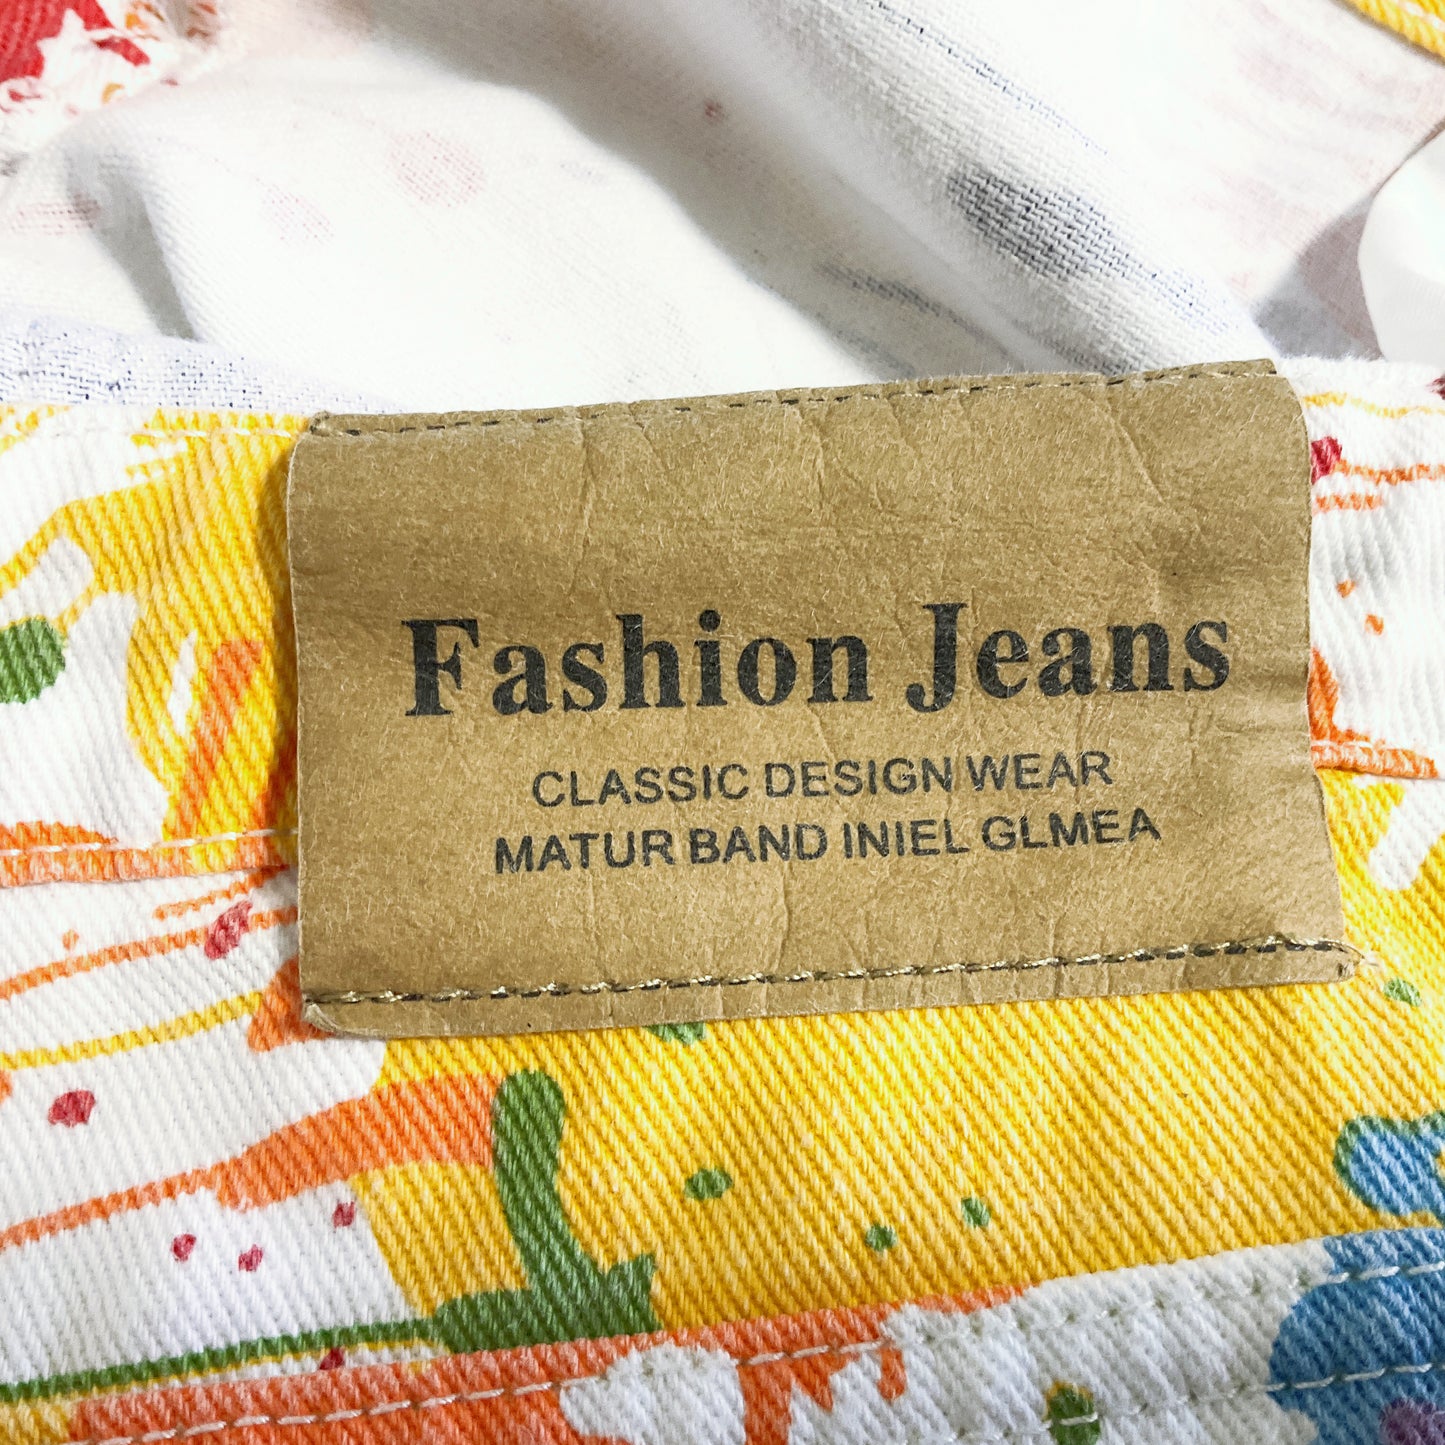 Fashion Jeans
CLASSIC DESIGN WEAR
MATUR BAND INIEL GLMEA